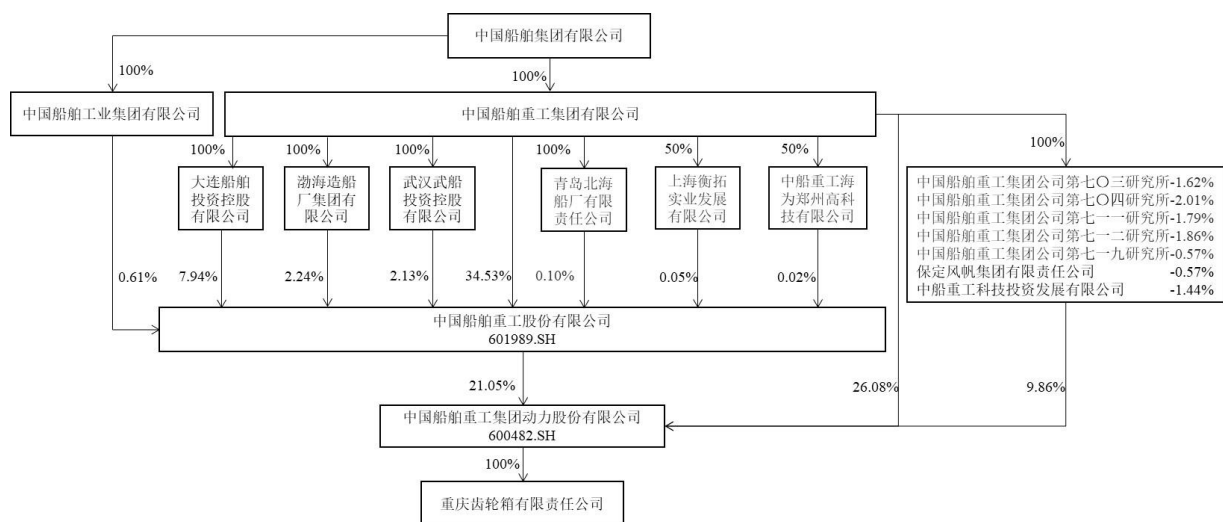 中国船舶集团有限公司
100%
100%
中国船舶工业集团有限公司
中国船舶重工集团有限公司
100%
100%
100%
100%
50%
50%
100%
大连船舶
投资控股
有限公司
渤海造船
厂集团有
限公司
武汉武船
投资控股
有限公司
青岛北海
船厂有限
责任公司
上海衡拓
实业发展
有限公司
中船重工海
为郑州高科
技有限公司
中国船舶重工集团公司第七〇三研究所-1.62%
中国船舶重工集团公司第七〇四研究所-2.01%
中国船舶重工集团公司第七一一研究所-1.79%
中国船舶重工集团公司第七一二研究所-1.86%
中国船舶重工集团公司第七一九研究所-0.57%
保定风帆集团有限责任公司 -0.57%
中船重工科技投资发展有限公司 -1.44%
0.61%
7.94%
2.24%
2.13%
34.53%
0.10%
0.05%
0.02%
中国船舶重工股份有限公司
601989.SH
21.05%
26.08%
9.86%
中国船舶重工集团动力股份有限公司
600482.SH
100%
重庆齿轮箱有限责任公司